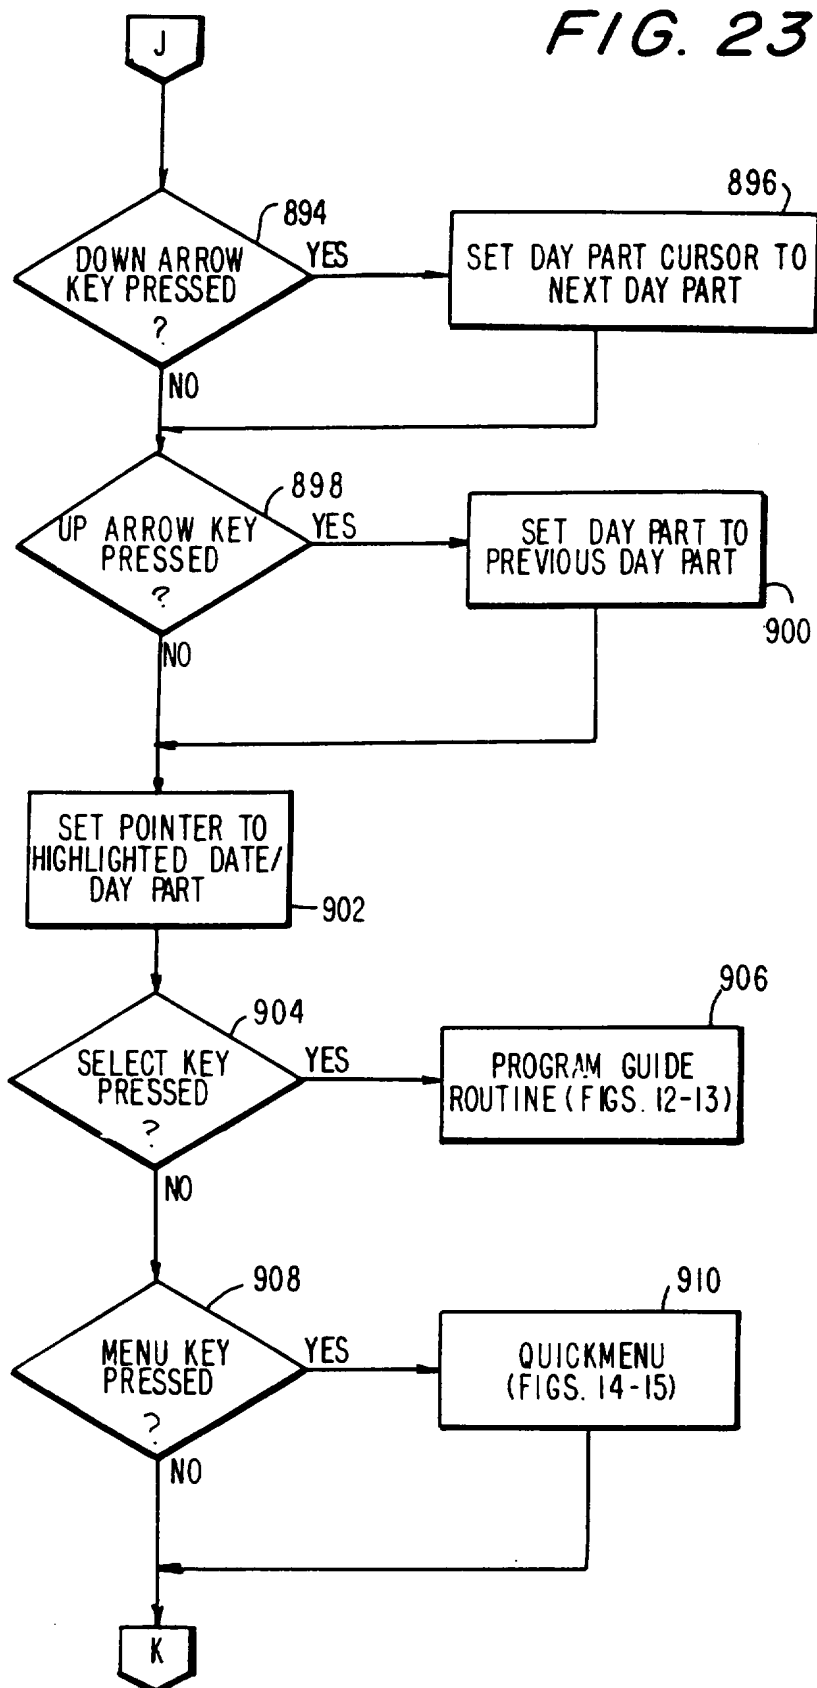 FIG. 23
J
894
DOWN ARROW
KEY PRESSED
?
YES
NO
896
SET DAY PART CURSOR TO
NEXT DAY PART
898
UP ARROW KEY
PRESSED
?
YES
NO
SET DAY PART TO
PREVIOUS DAY PART
900
SET POINTER TO
HIGHLIGHTED DATE/
DAY PART
902
904
SELECT KEY
PRESSED
?
YES
NO
906
PROGRAM GUIDE
ROUTINE (FIGS. 12-13)
908
MENU KEY
PRESSED
?
YES
NO
910
QUICKMENU
(FIGS. 14-15)
K